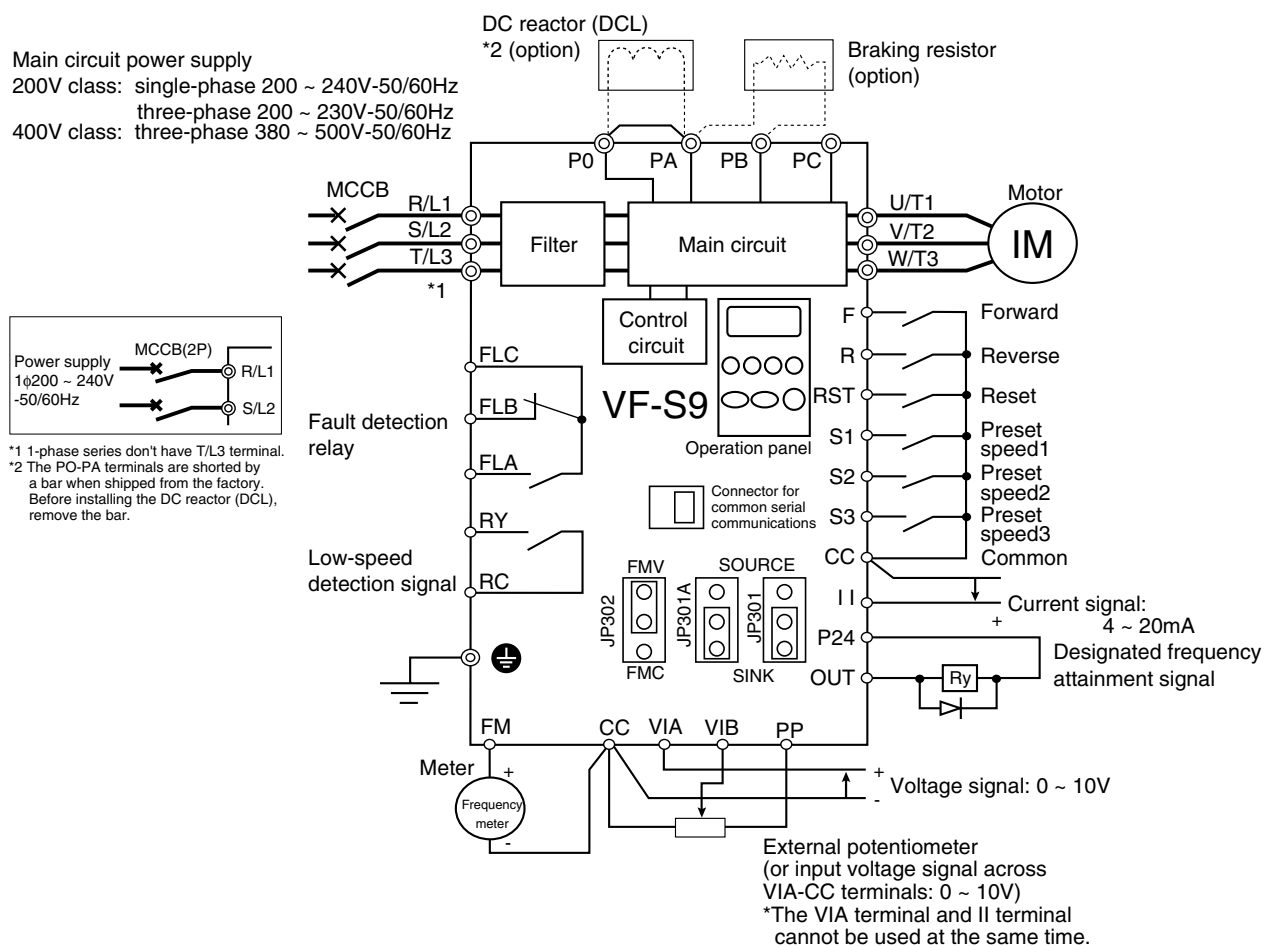 DC reactor (DCL)
*2 (option)
Braking resistor
(option)
Main circuit power supply
200V class: single-phase 200 ~ 240V-50/60Hz
three-phase 200 ~ 230V-50/60Hz
400V class: three-phase 380 ~ 500V-50/60Hz
P0
PA
PB
PC
MCCB
R/L1
S/L2
T/L3
*1
Filter
Main circuit
U/T1
V/T2
W/T3
Motor
IM
Control
circuit
VF-S9
Operation panel
Power supply
1ϕ200 ~ 240V
-50/60Hz
MCCB(2P)
R/L1
S/L2
*1 1-phase series don't have T/L3 terminal.
*2 The PO-PA terminals are shorted by
a bar when shipped from the factory.
Before installing the DC reactor (DCL),
remove the bar.
Fault detection
relay
FLC
FLB
FLA
Low-speed
detection signal
RY
RC
Connector for
common serial
communications
FMV
JP302
FMC
SOURCE
JP301A
JP301
SINK
F
Forward
R
Reverse
RST
Reset
S1
Preset
speed1
S2
Preset
speed2
S3
Preset
speed3
CC
Common
I I
+
Current signal:
4 ~ 20mA
P24
OUT
Ry
Designated frequency
attainment signal
FM
CC
VIA
VIB
PP
Meter
+
Frequency
meter
-
+
-
Voltage signal: 0 ~ 10V
External potentiometer
(or input voltage signal across
VIA-CC terminals: 0 ~ 10V)
*The VIA terminal and II terminal
cannot be used at the same time.